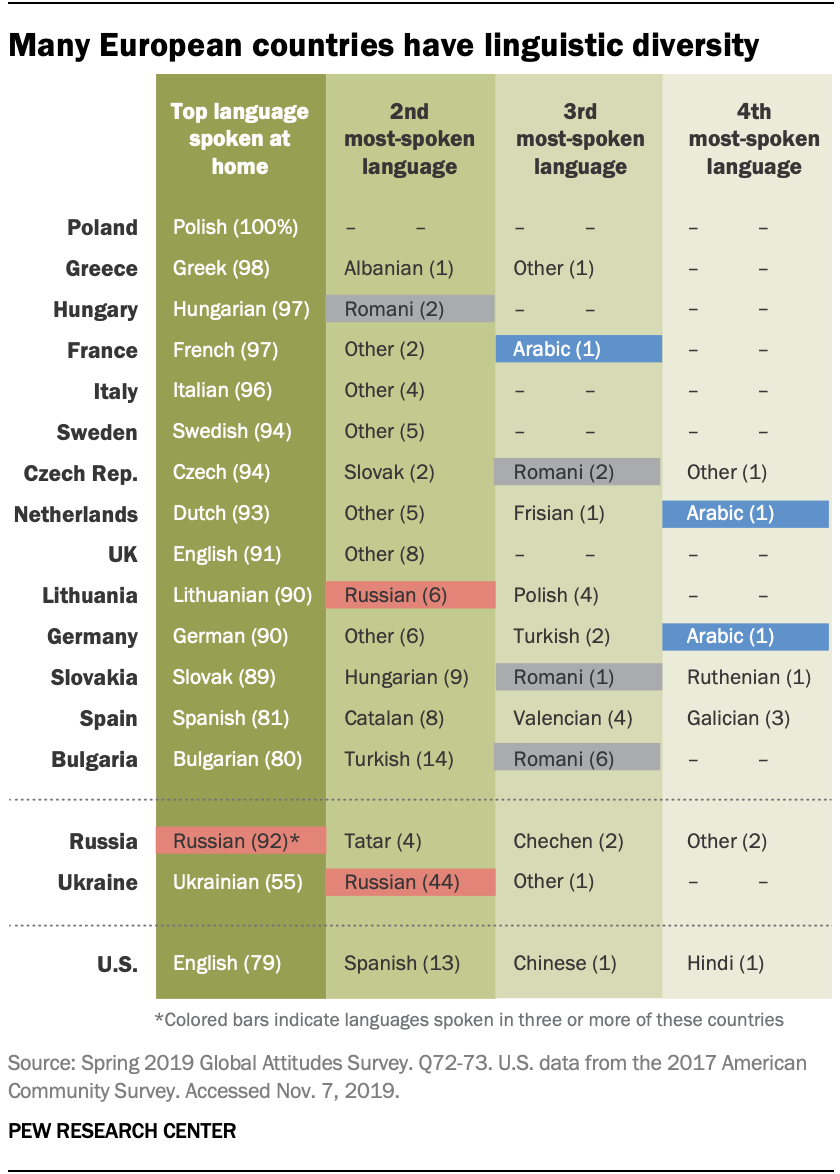 Many European countries have linguistic diversity
Top language spoken at home 2nd most-spoken language 3rd most-spoken language 4th most-spoken language
Poland Polish (100%) – – – – – –
Greece Greek (98) Albanian (1) Other (1) – –
Hungary Hungarian (97) Romani (2) – – – –
France French (97) Other (2) Arabic (1) – –
Italy Italian (96) Other (4) – – – –
Sweden Swedish (94) Other (5) – – – –
Czech Rep. Czech (94) Slovak (2) Romani (2) Other (1)
Netherlands Dutch (93) Other (5) Frisian (1) Arabic (1)
UK English (91) Other (8) – – – –
Lithuania Lithuanian (90) Russian (6) Polish (4) – –
Germany German (90) Other (6) Turkish (2) Arabic (1)
Slovakia Slovak (89) Hungarian (9) Romani (1) Ruthenian (1)
Spain Spanish (81) Catalan (8) Valencian (4) Galician (3)
Bulgaria Bulgarian (80) Turkish (14) Romani (6) – –
Russia Russian (92)* Tatar (4) Chechen (2) Other (2)
Ukraine Ukrainian (55) Russian (44) Other (1) – –
U.S. English (79) Spanish (13) Chinese (1) Hindi (1)
*Colored bars indicate languages spoken in three or more of these countries
Source: Spring 2019 Global Attitudes Survey. Q72-73. U.S. data from the 2017 American
Community Survey. Accessed Nov. 7, 2019.
PEW RESEARCH CENTER